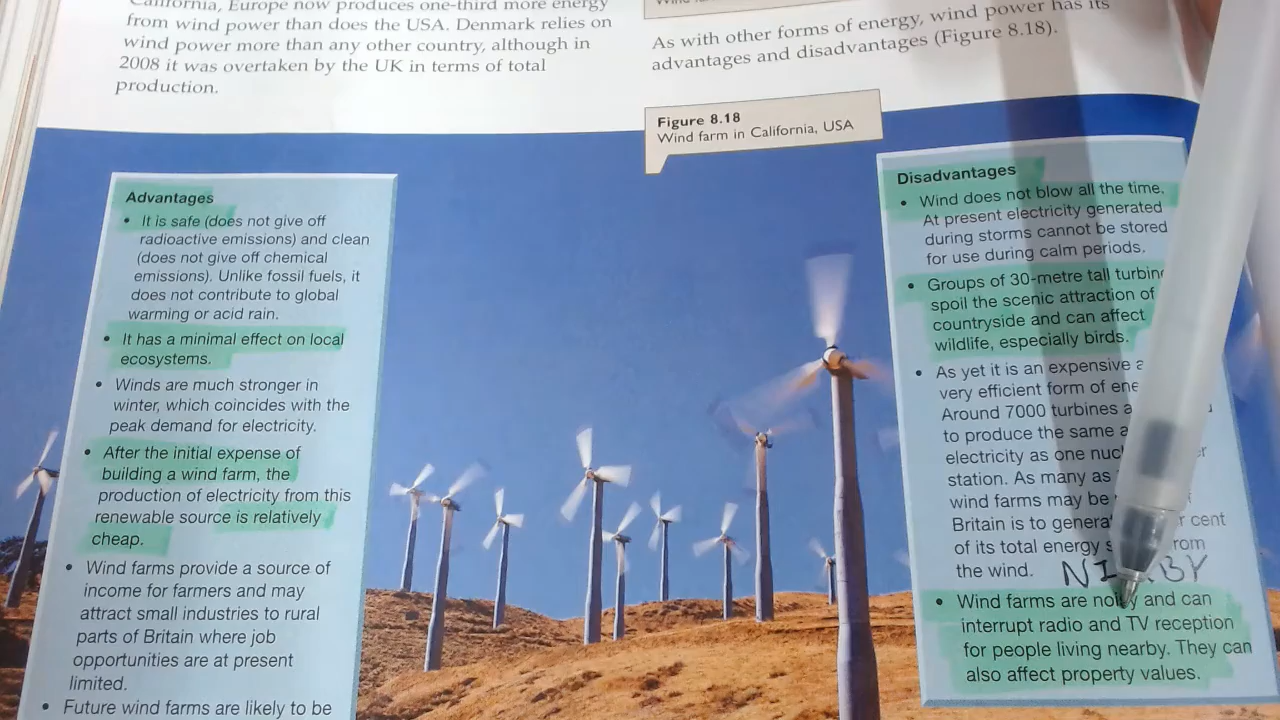 California, Europe now produces one-third more energy
from wind power than does the USA. Denmark relies on
wind power more than any other country, although in
2008 it was overtaken by the UK in terms of total
production.
As with other forms of energy, wind power has its
advantages and disadvantages (Figure 8.18).
Figure 8.18
Wind farm in California, USA
Advantages
• It is safe (does not give off
radioactive emissions) and clean
(does not give off chemical
emissions). Unlike fossil fuels, it
does not contribute to global
warming or acid rain.
• It has a minimal effect on local
ecosystems.
• Winds are much stronger in
winter, which coincides with the
peak demand for electricity.
• After the initial expense of
building a wind farm, the
production of electricity from this
renewable source is relatively
cheap.
• Wind farms provide a source of
income for farmers and may
attract small industries to rural
parts of Britain where job
opportunities are at present
limited.
• Future wind farms are likely to be
Disadvantages
• Wind does not blow all the time.
At present electricity generated
during storms cannot be stored
for use during calm periods.
• Groups of 30-metre tall
spoil the scenic attraction of
countryside and can affect
wildlife, especially birds.
• As yet it is an expensive
very efficient form of
Around 7000 turbines
to produce the same
electricity as one
station. As many as
wind farms may be
Britain is to cent
of its total energy
the wind.
• Wind farms are noisy and can
interrupt radio and TV reception
for people living nearby. They can
also affect property values.